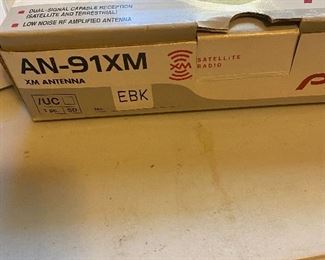 • DUAL-SIGNAL CAPABLE RECEPTION
(SATELLITE AND TERRESTRIAL)
• LOW NOISE RF AMPLIFIED ANTENNA
AN-91XM
XM ANTENNA
XM SATELLITE
RADIO
/UC
EBK
1 pc. SD